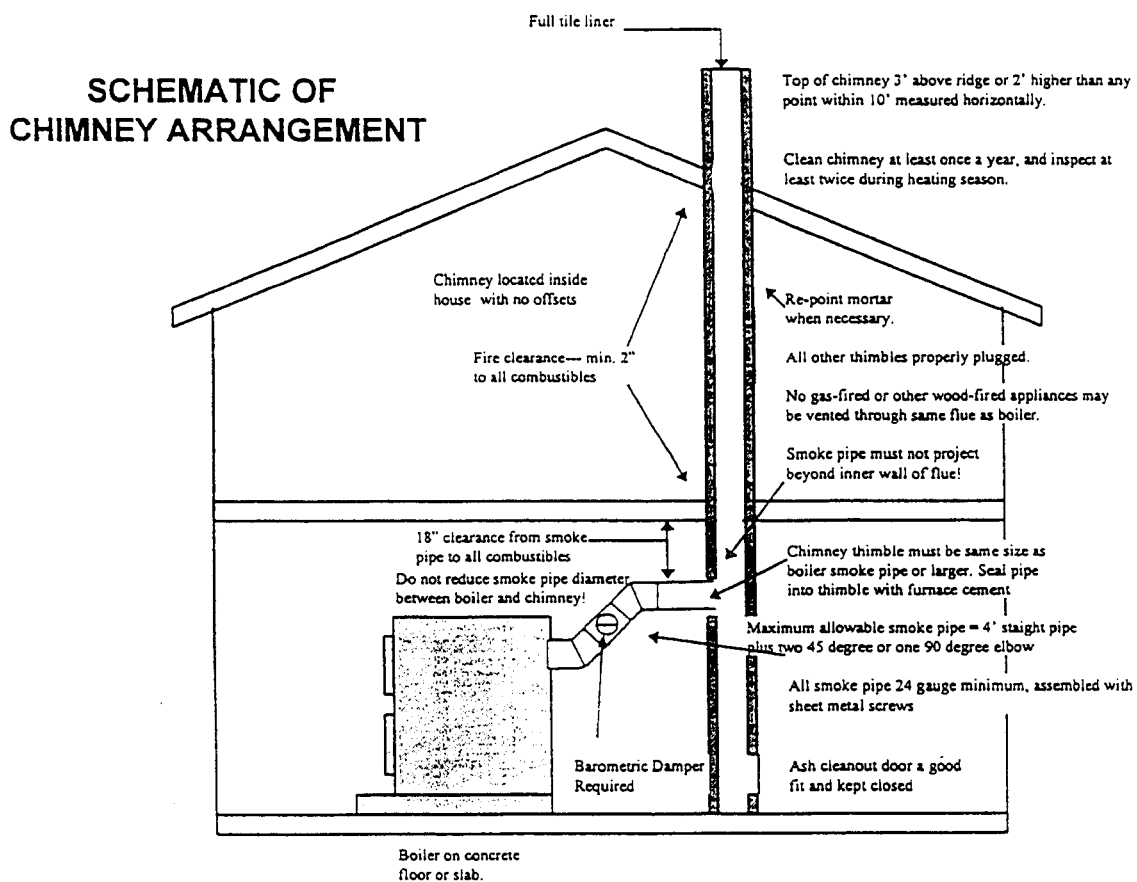 Full tile liner
SCHEMATIC OF
CHIMNEY ARRANGEMENT
Top of chimney 3' above ridge or 2' higher than any
point within 10' measured horizontally.
Clean chimney at least once a year, and inspect at
least twice during heating season.
Chimney located inside
house with no offsets
Re-point mortar
when necessary.
Fire clearance— min. 2"
to all combustibles
All other thimbles properly plugged.
No gas-fired or other wood-fired appliances may
be vented through same flue as boiler.
Smoke pipe must not project
beyond inner wall of flue!
18" clearance from smoke
pipe to all combustibles
Do not reduce smoke pipe diameter
between boiler and chimney!
Chimney thimble must be same size as
boiler smoke pipe or larger. Seal pipe
into thimble with furnace cement
Maximum allowable smoke pipe = 4' staight pipe
plus two 45 degree or one 90 degree elbow
All smoke pipe 24 gauge minimum, assembled with
sheet metal screws
Barometric Damper
Required
Ash cleanout door a good
fit and kept closed
Boiler on concrete
floor or slab.